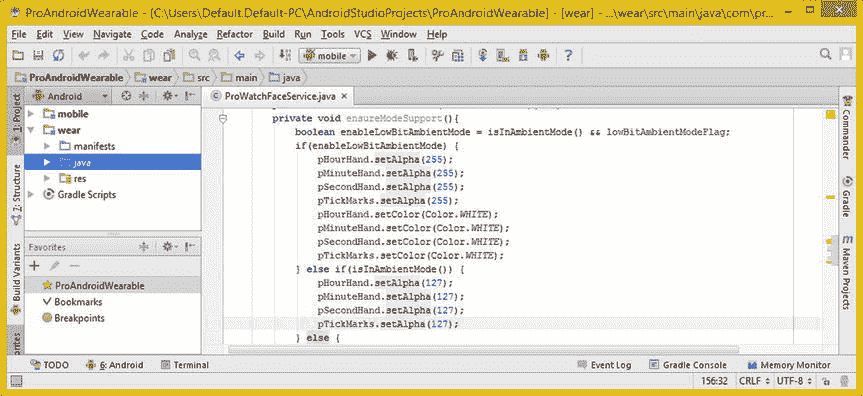 ProAndroidWearable - [C:\Users\Default.Default-PC\AndroidStudioProjects\ProAndroidWearable] - [wear] - ...\wear\src\main\java\com\pr...
File Edit View Navigate Code Analyze Refactor Build Run Tools VCS Window Help
mobile
ProAndroidWearable wear src main java
1: Project
Android
ProWatchFaceService.java
Commander
mobile
wear
manifests
java
res
Gradle Scripts
7: Structure
Build Variants
Favorites
ProAndroidWearable
Bookmarks
Breakpoints
private void ensureModeSupport(){
boolean enableLowBitAmbientMode = isInAmbientMode() && lowBitAmbientModeFlag;
if(enableLowBitAmbientMode) {
pHourHand.setAlpha(255);
pMinuteHand.setAlpha(255);
pSecondHand.setAlpha(255);
pTickMarks.setAlpha(255);
pHourHand.setColor(Color.WHITE);
pMinuteHand.setColor(Color.WHITE);
pSecondHand.setColor(Color.WHITE);
pTickMarks.setColor(Color.WHITE);
} else if(isInAmbientMode()) {
pHourHand.setAlpha(127);
pMinuteHand.setAlpha(127);
pSecondHand.setAlpha(127);
pTickMarks.setAlpha(127);
} else {
Gradle
m Maven Projects
TODO 6: Android Terminal Event Log Gradle Console Memory Monitor
156:32 CRLF UTF-8